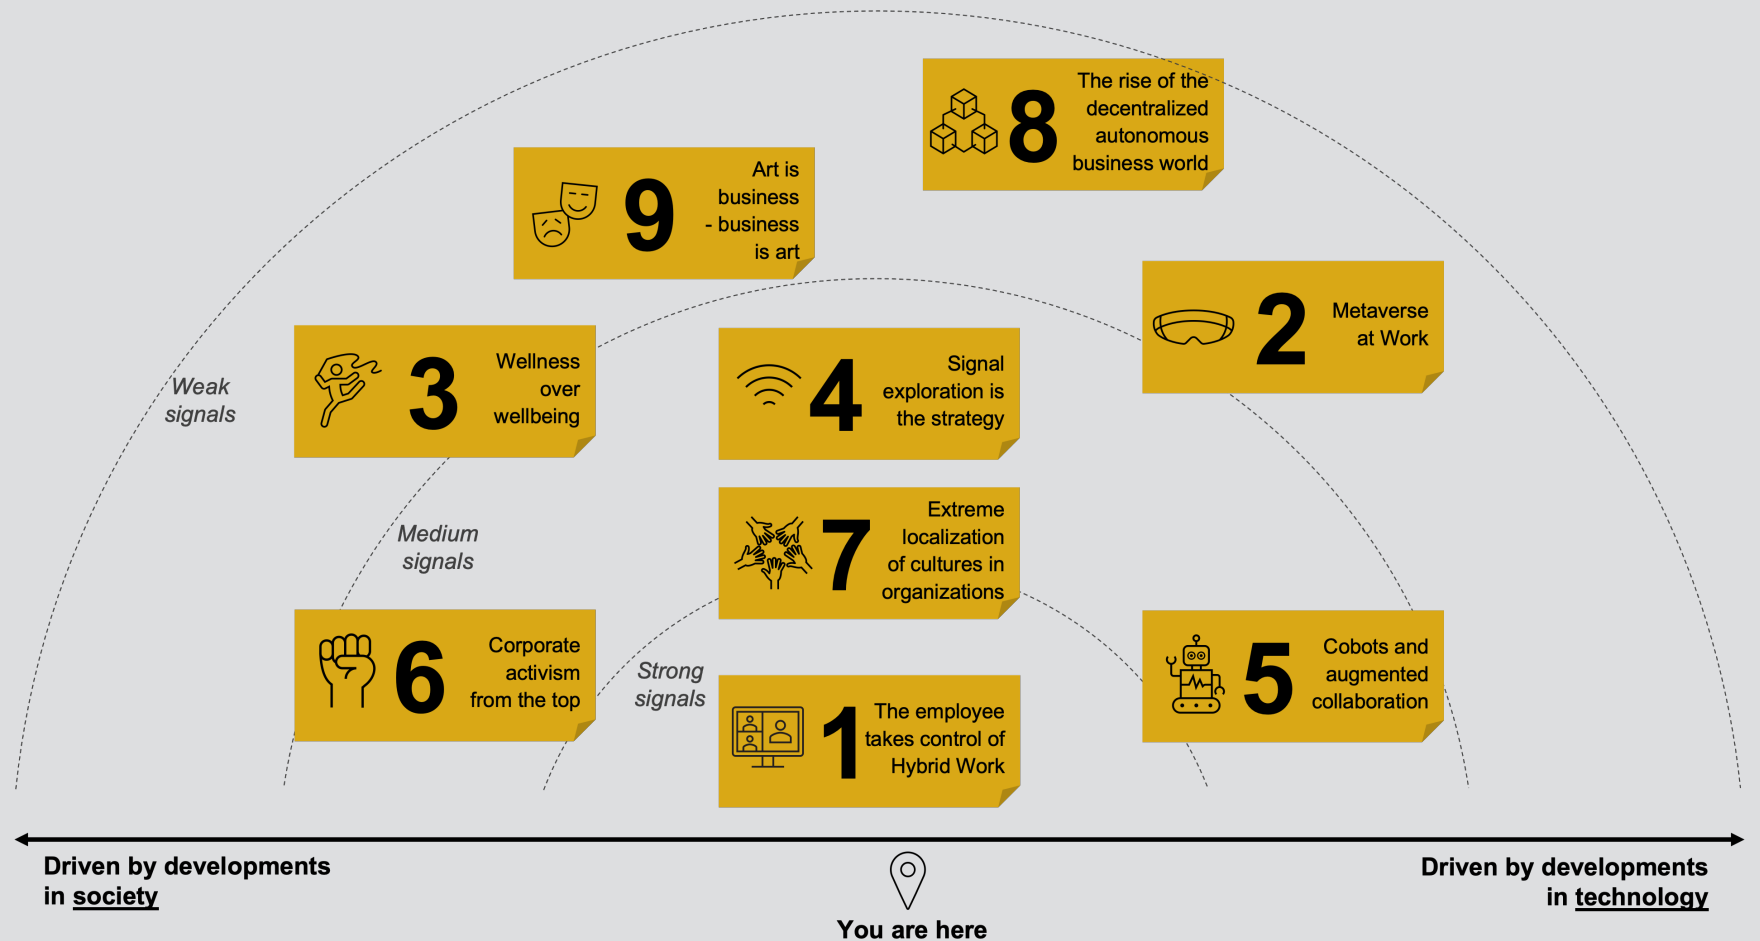 8
The rise of the
decentralized
autonomous
business world
9
Art is
business
- business
is art
2
Metaverse
at Work
3
Wellness
over
wellbeing
4
Signal
exploration is
the strategy
Weak
signals
7
Extreme
localization
of cultures in
organizations
Medium
signals
6
Corporate
activism
from the top
5
Cobots and
augmented
collaboration
Strong
signals
1
The employee
takes control of
Hybrid Work
Driven by developments
in society
Driven by developments
in technology
You are here